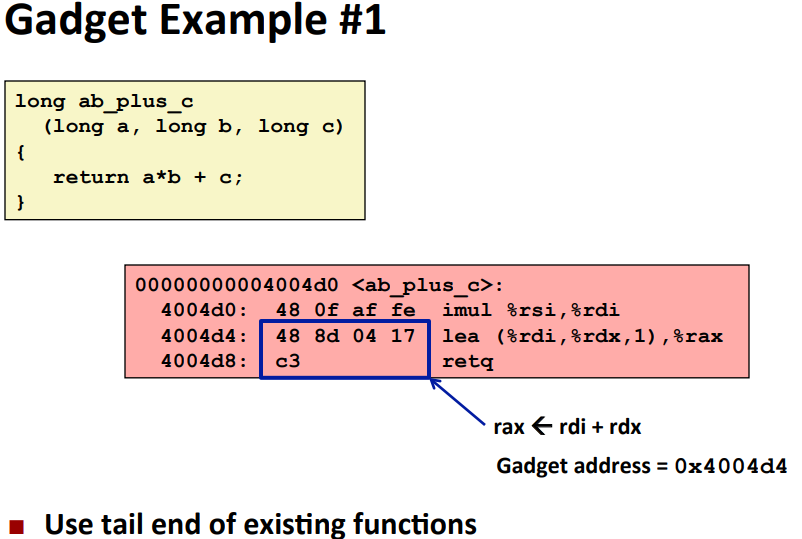 Gadget Example #1
long ab_plus_c
(long a, long b, long c)
{
return a*b + c;
}
00000000004004d0 <ab_plus_c>:
4004d0: 48 0f af fe imul %rsi,%rdi
4004d4: 48 8d 04 17 lea (%rdi,%rdx,1),%rax
4004d8: c3 retq
rax ← rdi + rdx
Gadget address = 0x4004d4
■ Use tail end of existing functions